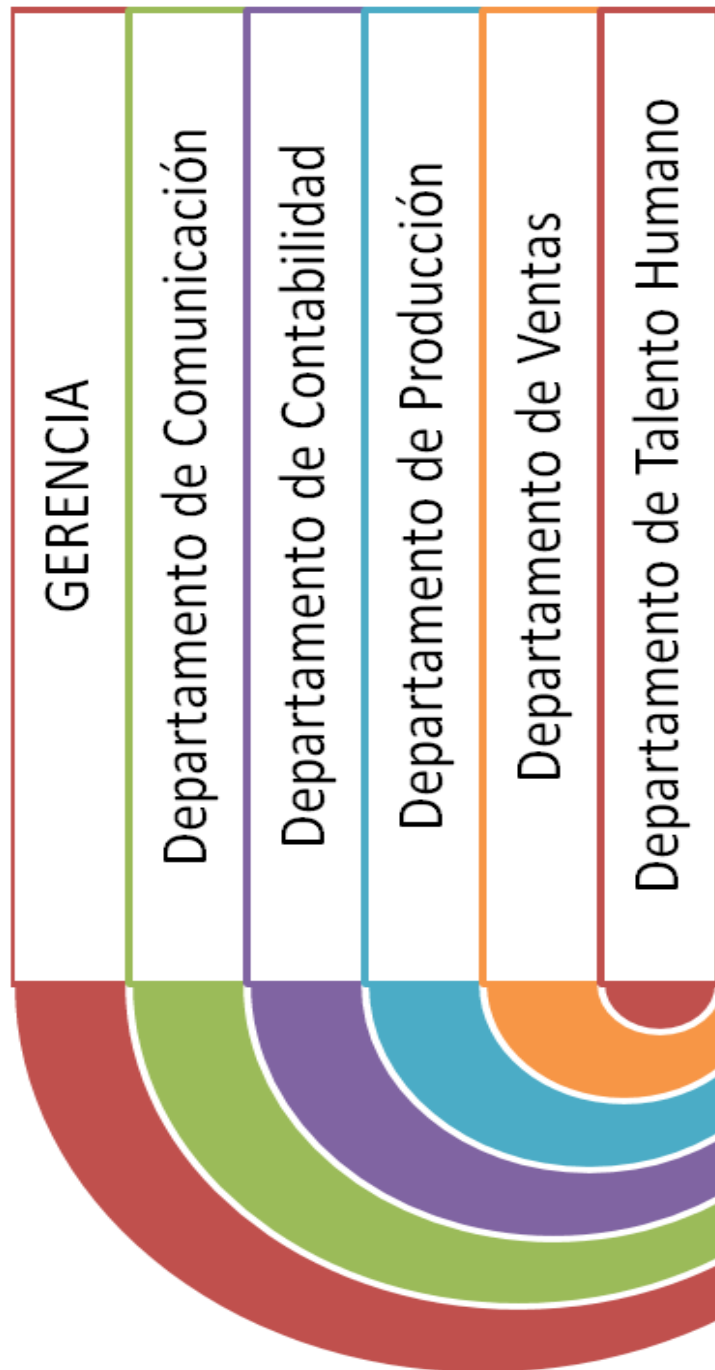 GERENCIA
Departamento de Comunicación
Departamento de Contabilidad
Departamento de Producción
Departamento de Ventas
Departamento de Talento Humano